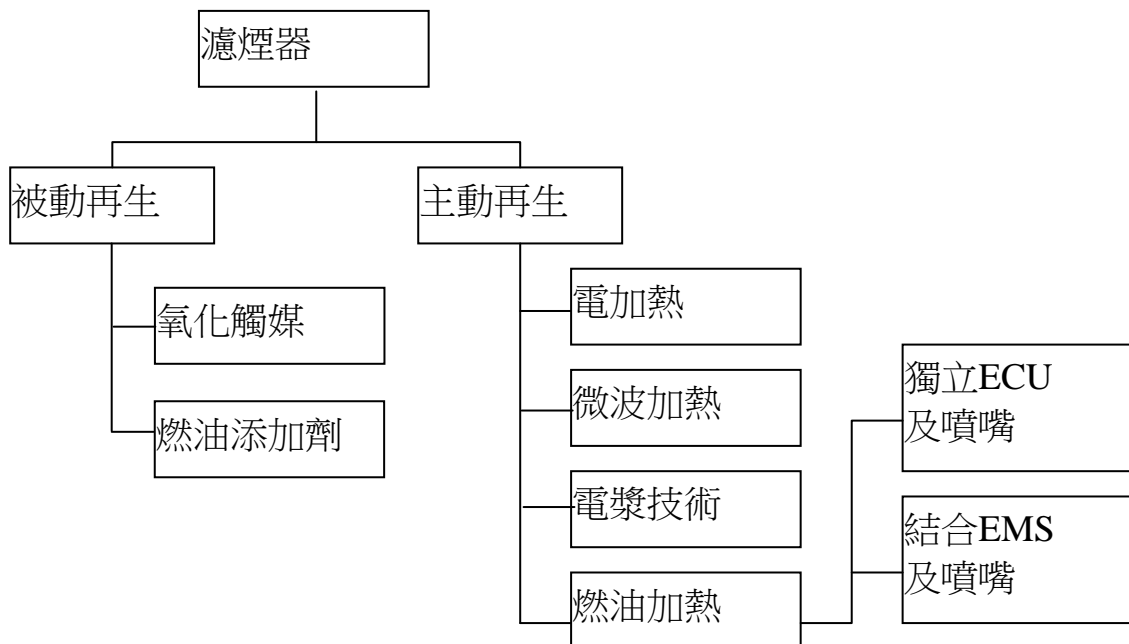 濾煙器
被動再生
主動再生
氧化觸媒
燃油添加劑
電加熱
微波加熱
電漿技術
燃油加熱
獨立ECU
及噴嘴
結合EMS
及噴嘴